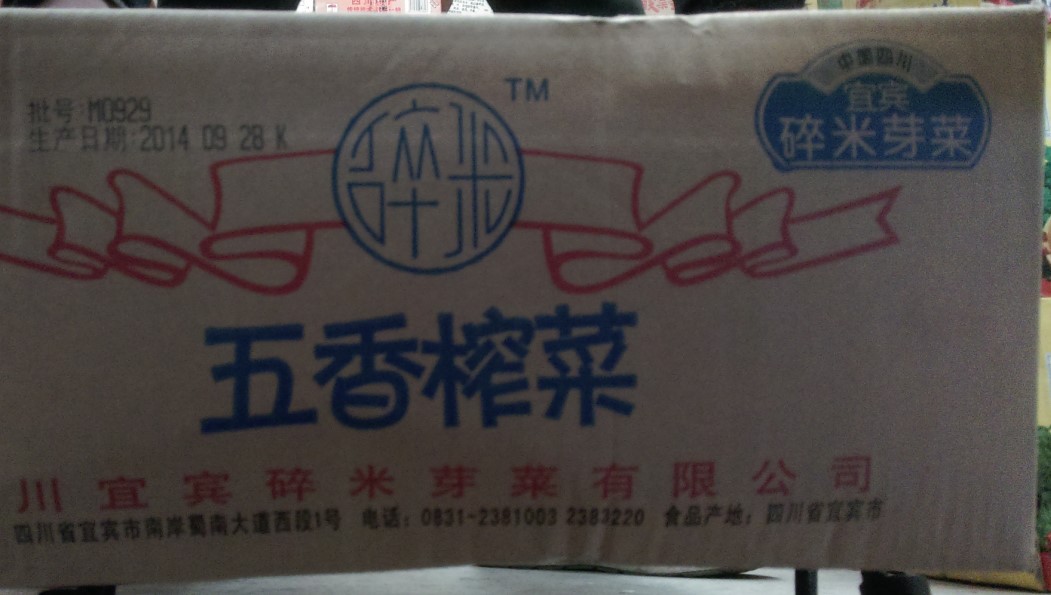 批号:M0929
生产日期:2014 09 28 K
碎米
TM
中国四川
宜宾
碎米芽菜
五香榨菜
川宜宾碎米芽菜有限公司
四川省宜宾市南岸蜀南大道西段1号 电话:0831-2381003 2383220 食品产地:四川省宜宾市